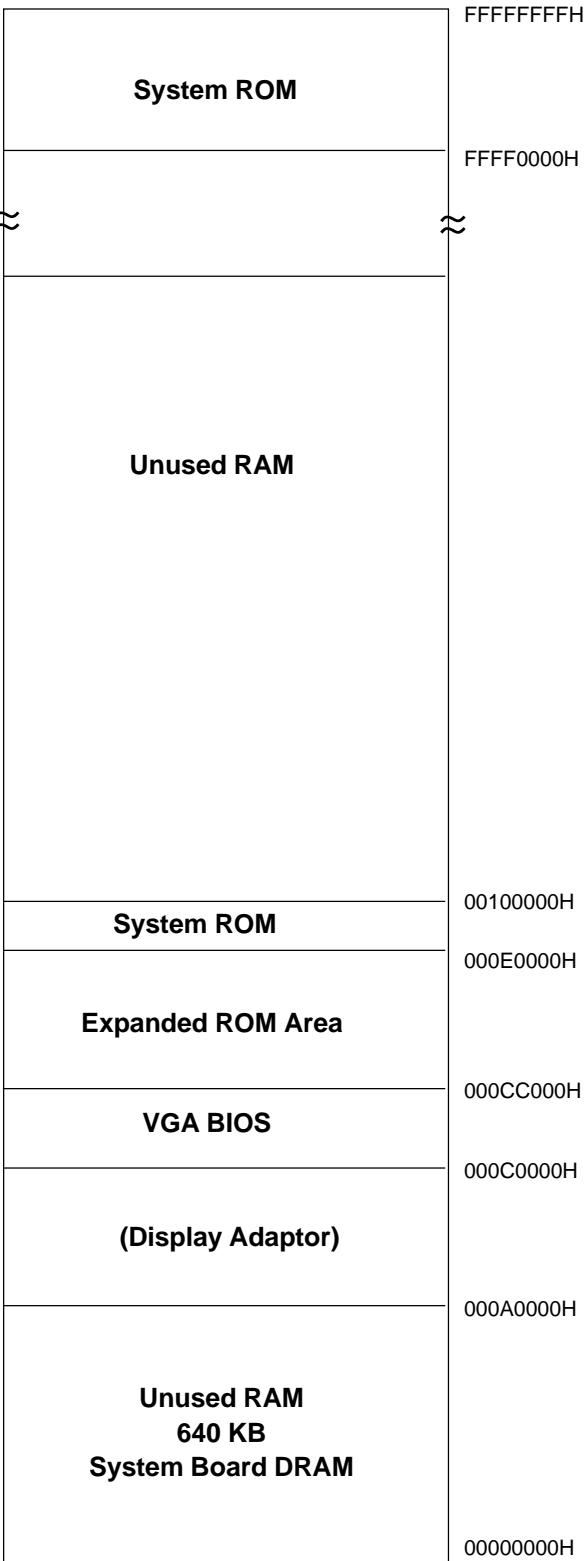 FFFFFFFFH
System ROM
FFFF0000H
Unused RAM
00100000H
System ROM
000E0000H
Expanded ROM Area
000CC000H
VGA BIOS
000C0000H
(Display Adaptor)
000A0000H
Unused RAM
640 KB
System Board DRAM
00000000H